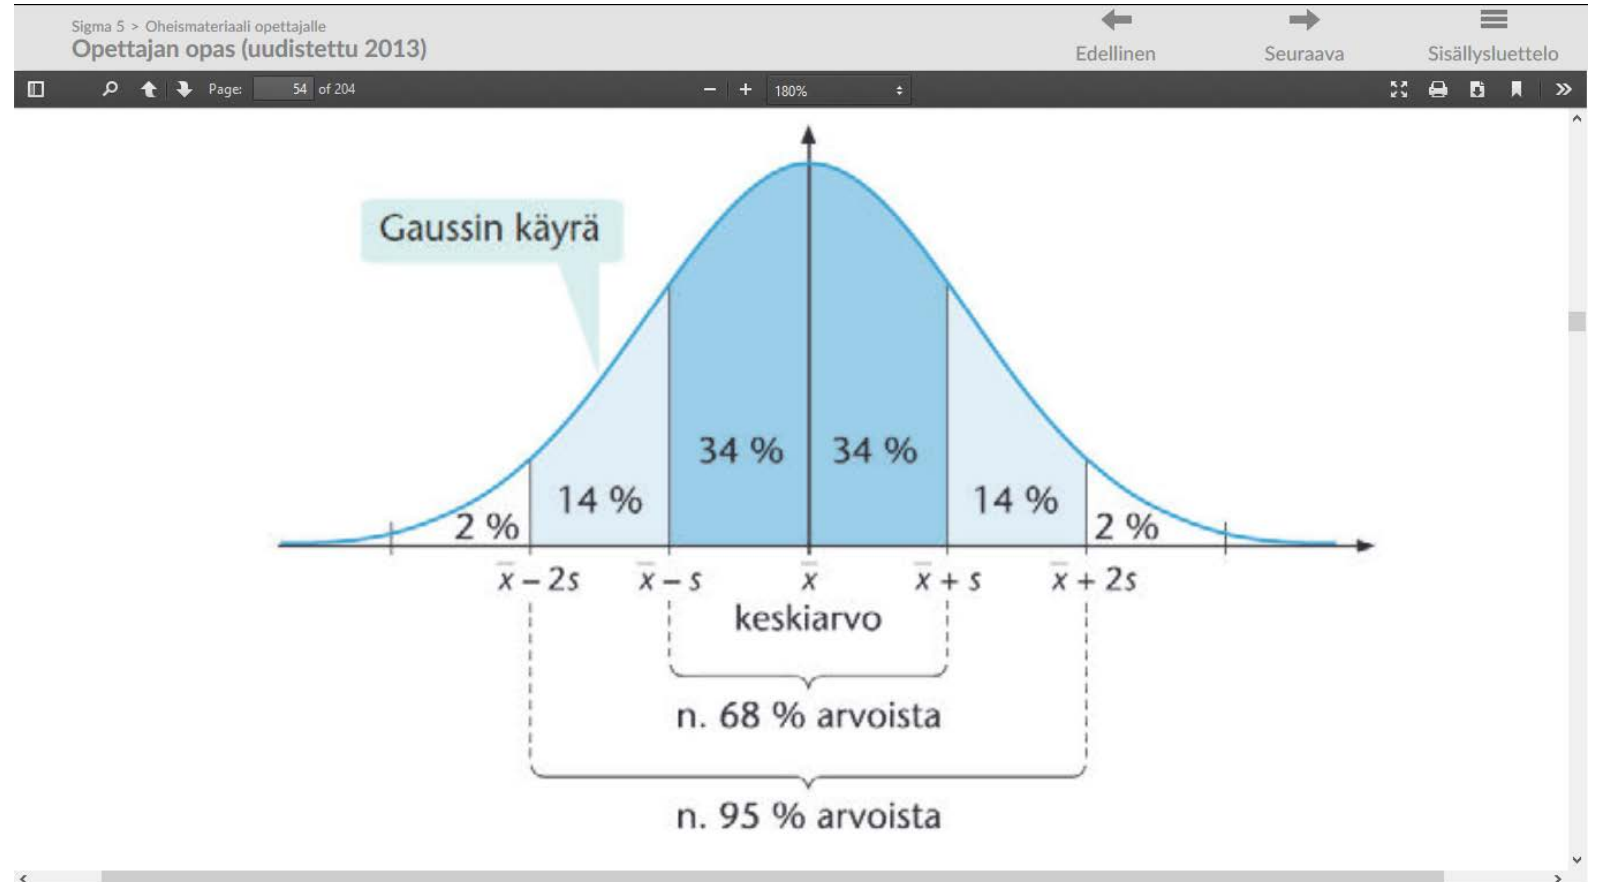 Sigma 5 > Oheismateriaali opettajalle
Opettajan opas (uudistettu 2013)
Edellinen
Seuraava
Sisällysluettelo
Page: 54 of 204
180%
Gaussin käyrä
34 % 34 %
14 % 14 %
2 % 2 %
x̅ – 2s x̅ – s x̅ x̅ + s x̅ + 2s
keskiarvo
n. 68 % arvoista
n. 95 % arvoista